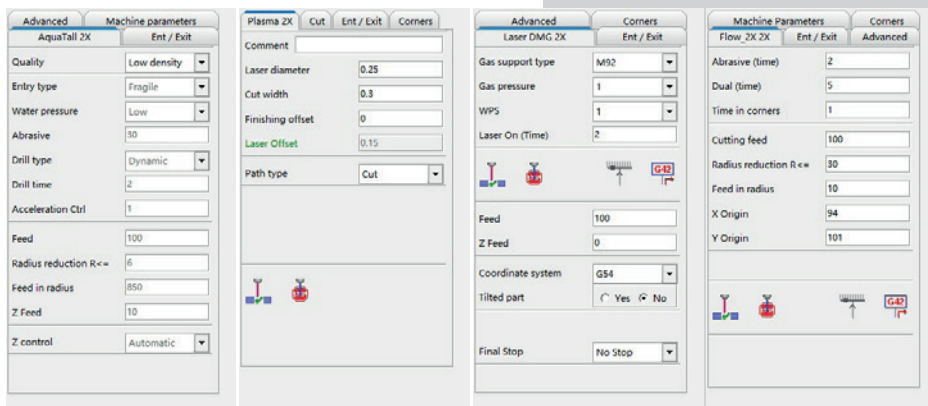 Advanced Machine parameters
AquaTall 2X Ent / Exit
Quality Low density
Entry type Fragile
Water pressure Low
Abrasive 30
Drill type Dynamic
Drill time 2
Acceleration Ctrl 1
Feed 100
Radius reduction R<= 6
Feed in radius 850
Z Feed 10
Z control Automatic
Plasma 2X Cut Ent / Exit Corners
Comment
Laser diameter 0.25
Cut width 0.3
Finishing offset 0
Laser Offset 0.15
Path type Cut
Advanced Corners
Laser DMG 2X Ent / Exit
Gas support type M92
Gas pressure 1
WPS 1
Laser On (Time) 2
G42
Feed 100
Z Feed 0
Coordinate system G54
Tilted part Yes No
Final Stop No Stop
Machine Parameters Corners
Flow_2X 2X Ent / Exit Advanced
Abrasive (time) 2
Dual (time) 5
Time in corners 1
Cutting feed 100
Radius reduction R<= 30
Feed in radius 10
X Origin 94
Y Origin 101
G42